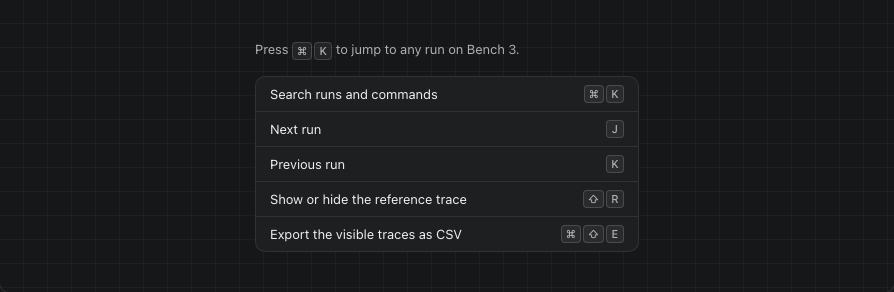 Press ⌘ K to jump to any run on Bench 3.
Search runs and commands ⌘ K
Next run J
Previous run K
Show or hide the reference trace ⇧ R
Export the visible traces as CSV ⌘ ⇧ E